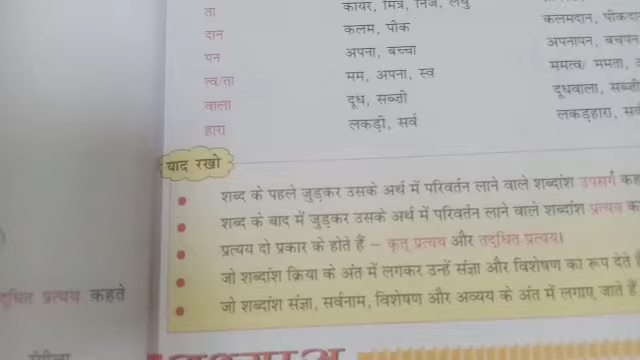 ता कायर, मित्र, निज, लघु
दान कलम, पीक कलमदान,
पन अपना, बच्चा अपनापन, बचपन
त्व/ता मम, अपना, स्व ममत्व/ ममता,
वाला दूध, सब्ज़ी दूधवाला,
हारा लकड़ी, सर्व लकड़हारा,
याद रखो
शब्द के पहले जुड़कर उसके अर्थ में परिवर्तन लाने वाले शब्दांश उपसर्ग
शब्द के बाद में जुड़कर उसके अर्थ में परिवर्तन लाने वाले शब्दांश प्रत्यय
प्रत्यय दो प्रकार के होते हैं – कृत् प्रत्यय और तद्धित प्रत्यय।
जो शब्दांश क्रिया के अंत में लगकर उन्हें संज्ञा और विशेषण का रूप देते
जो शब्दांश संज्ञा, सर्वनाम, विशेषण और अव्यय के अंत में लगाए जाते हैं
प्रत्यय कहते